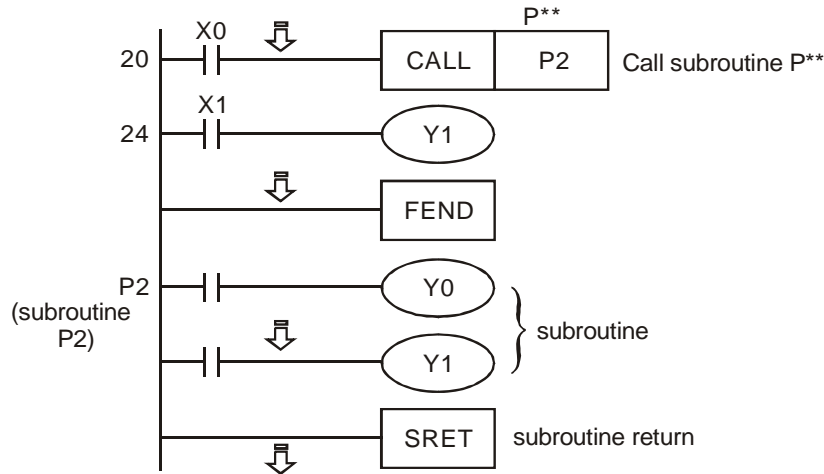 P**
X0
20 CALL P2 Call subroutine P**
X1
24 Y1
FEND
P2 Y0
(subroutine
P2)
subroutine
Y1
SRET subroutine return